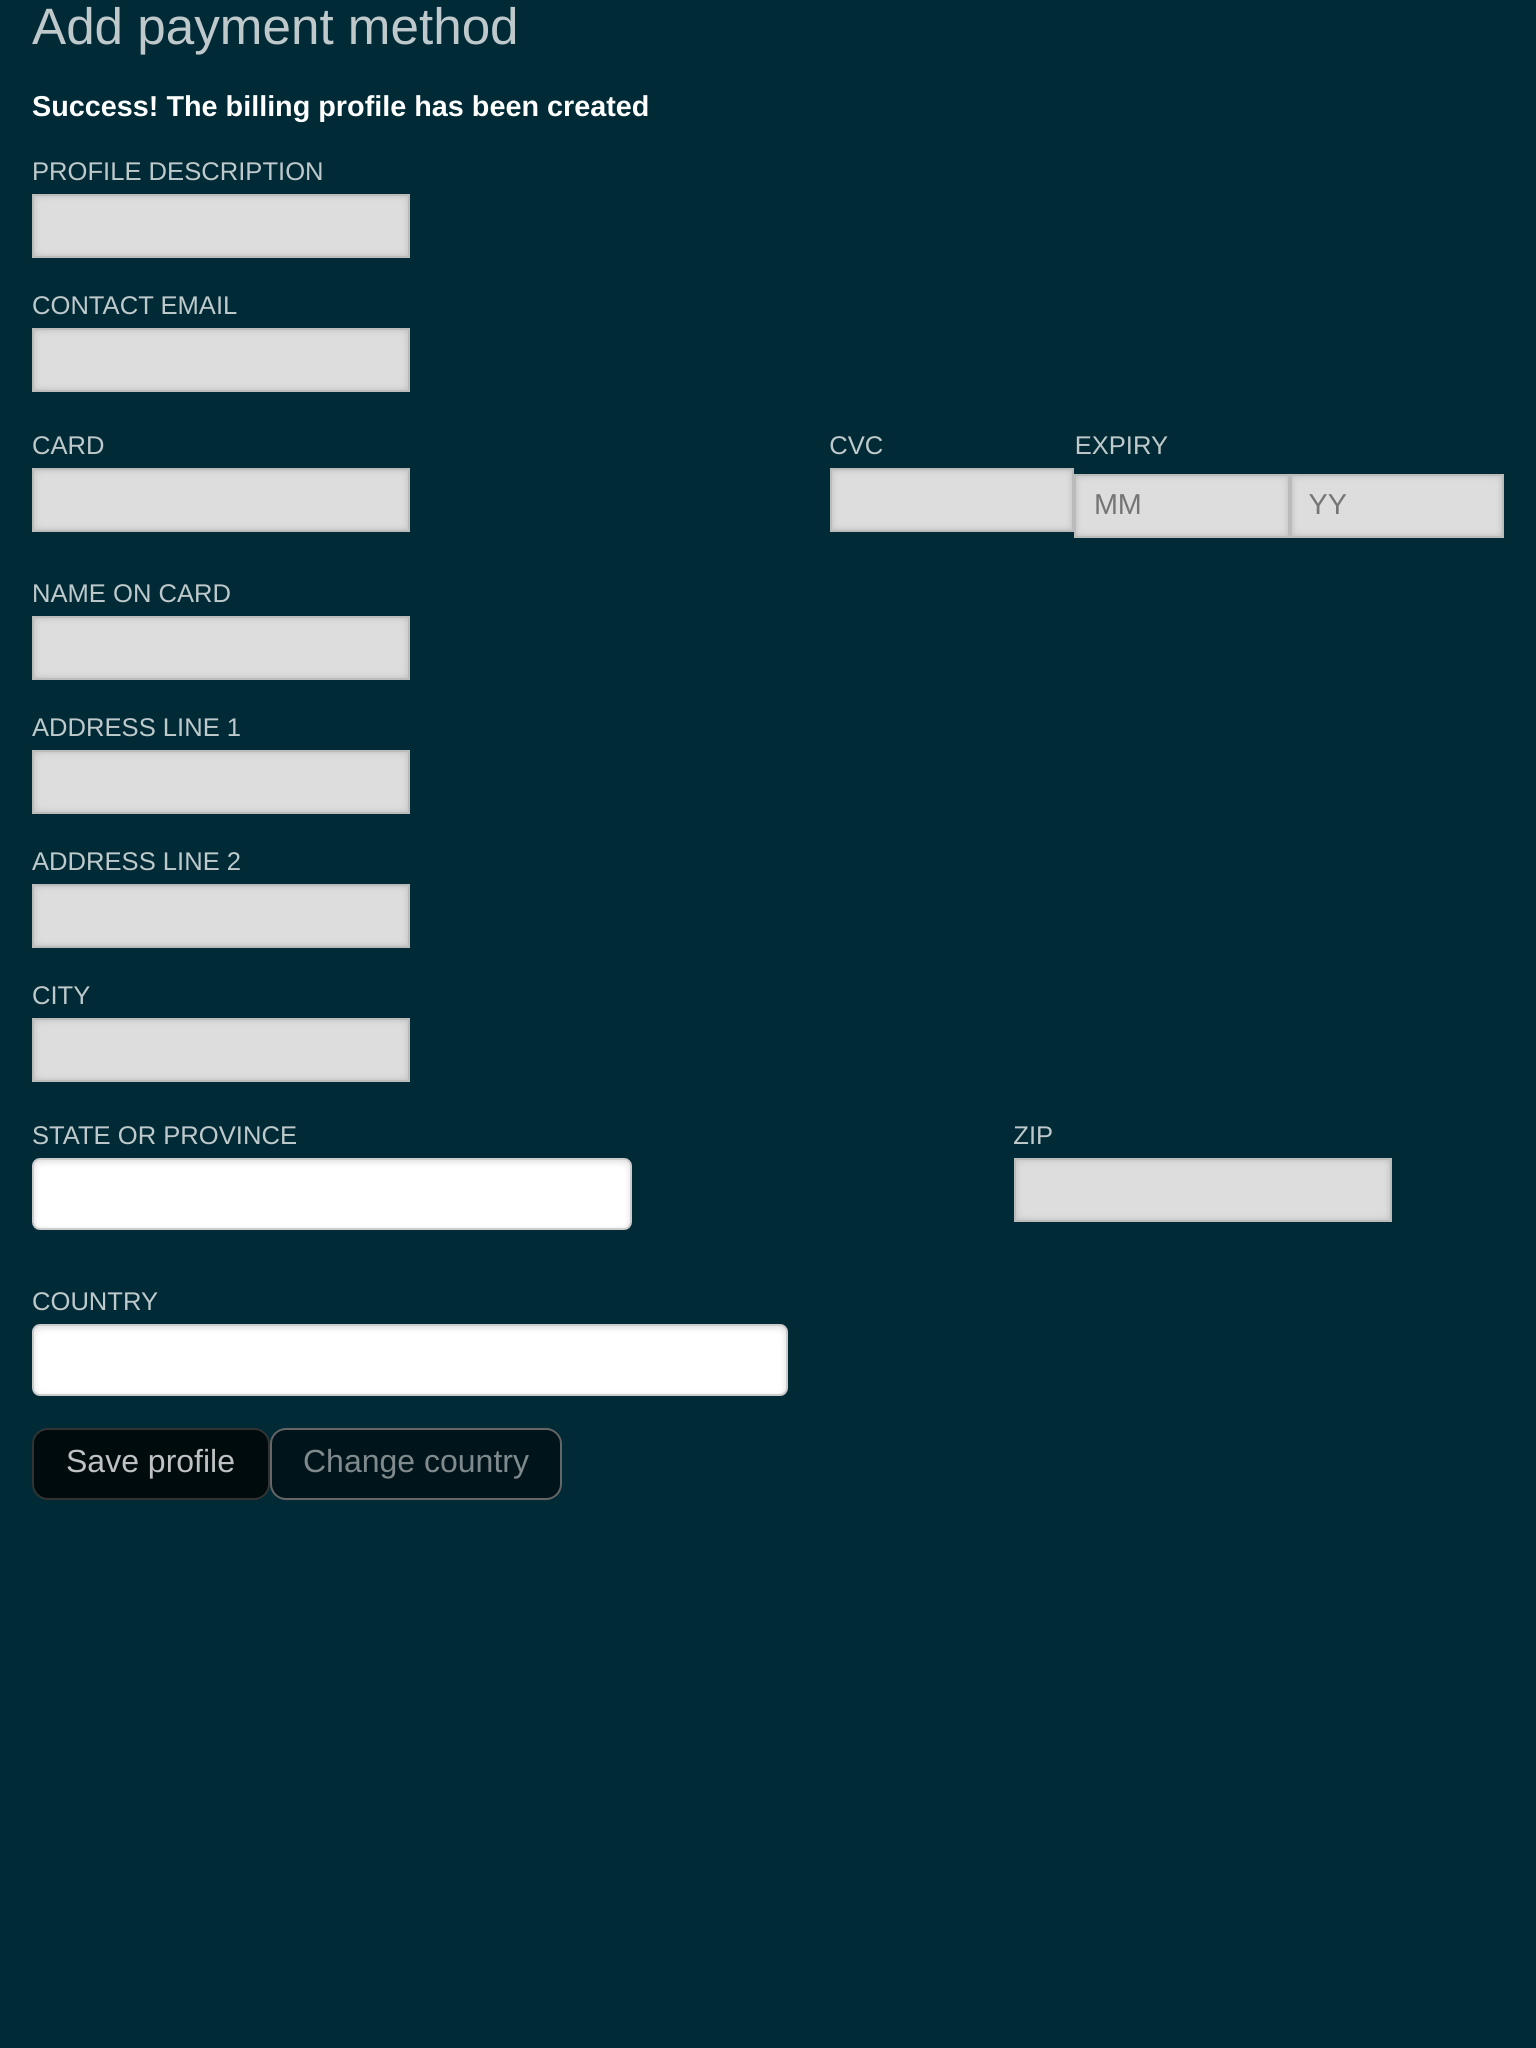 Add payment method
Success! The billing profile has been created
PROFILE DESCRIPTION
CONTACT EMAIL
CARD CVC EXPIRY
MM YY
NAME ON CARD
ADDRESS LINE 1
ADDRESS LINE 2
CITY
STATE OR PROVINCE ZIP
COUNTRY
Save profile Change country